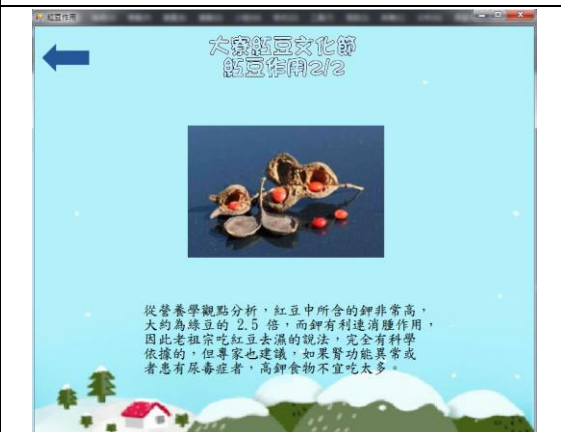 紅豆作用
大寮紅豆文化節
紅豆作用2/2
從營養學觀點分析，紅豆中所含的鉀非常高，
大約為綠豆的 2.5 倍，而鉀有利速消腫作用，
因此老祖宗吃紅豆去濕的說法，完全有科學
依據的，但專家也建議，如果腎功能異常或
者患有尿毒症者，高鉀食物不宜吃太多。